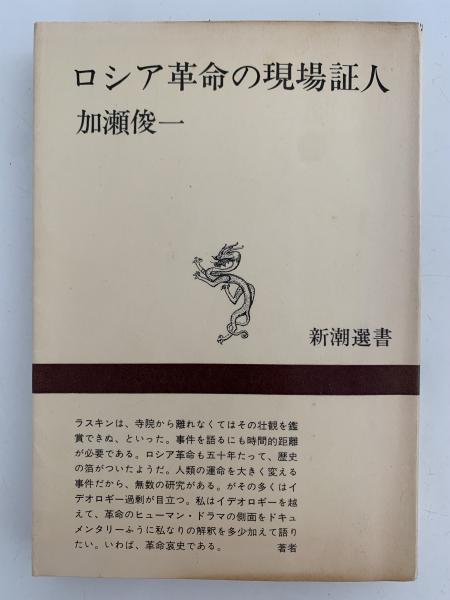 ロシア革命の現場証人
加瀬俊一
新潮選書
ラスキンは、寺院から離れなくてはその壮観を鑑
賞できぬ、といった。事件を語るにも時間的距離
が必要である。ロシア革命も五十年たって、歴史
の箔がついたようだ。人類の運命を大きく変える
事件だから、無数の研究がある。がその多くはイ
デオロギー過剰が目立つ。私はイデオロギーを越
えて、革命のヒューマン・ドラマの側面をドキュ
メンタリーふうに私なりの解釈を多少加えて語り
たい。いわば、革命哀史である。 著者